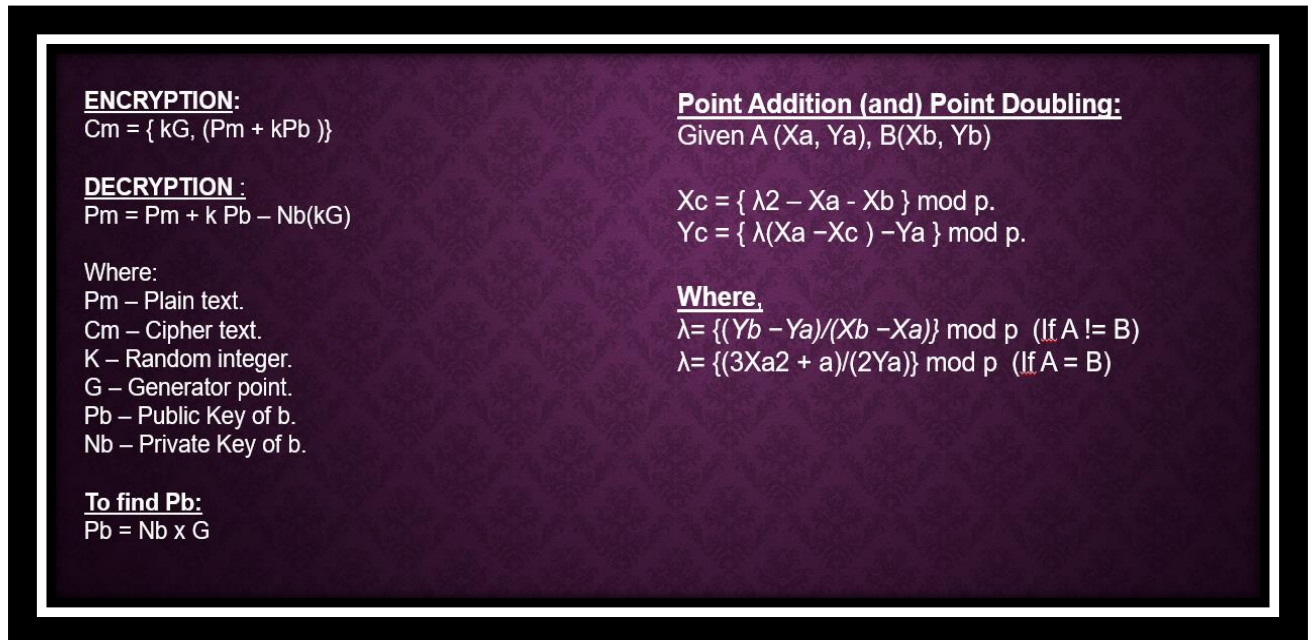 ENCRYPTION:
Cm = { kG, (Pm + kPb )}
DECRYPTION :
Pm = Pm + k Pb – Nb(kG)
Where:
Pm – Plain text.
Cm – Cipher text.
K – Random integer.
G – Generator point.
Pb – Public Key of b.
Nb – Private Key of b.
To find Pb:
Pb = Nb x G
Point Addition (and) Point Doubling:
Given A (Xa, Ya), B(Xb, Yb)
Xc = { λ2 – Xa - Xb } mod p.
Yc = { λ(Xa −Xc ) −Ya } mod p.
Where,
λ= {(Yb −Ya)/(Xb −Xa)} mod p (If A != B)
λ= {(3Xa2 + a)/(2Ya)} mod p (If A = B)